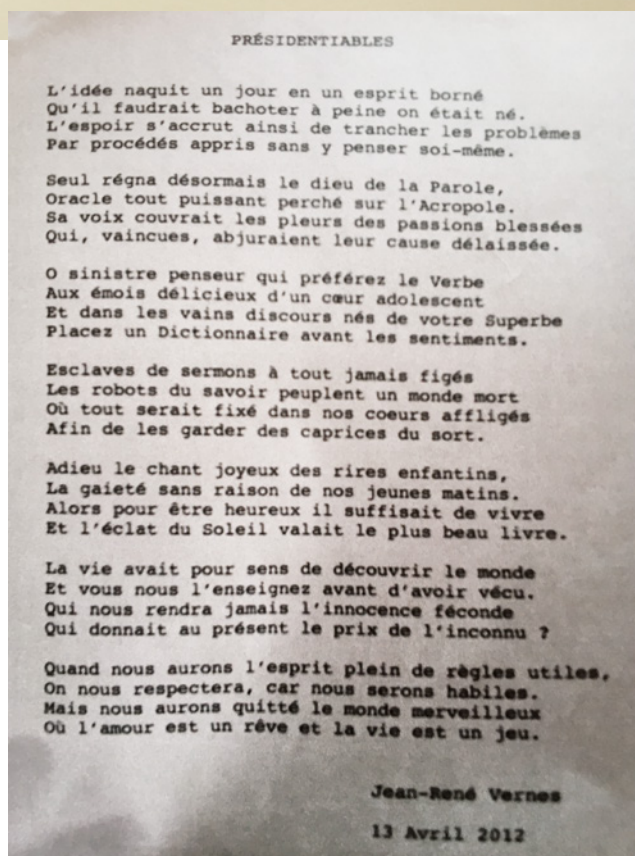 PRÉSIDENTIABLES
L'idée naquit un jour en un esprit borné
Qu'il faudrait bachoter à peine on était né.
L'espoir s'accrut ainsi de trancher les problèmes
Par procédés appris sans y penser soi-même.
Seul régna désormais le dieu de la Parole,
Oracle tout puissant perché sur l'Acropole.
Sa voix couvrait les pleurs des passions blessées
Qui, vaincues, abjuraient leur cause délaissée.
O sinistre penseur qui préférez le Verbe
Aux émois délicieux d'un cœur adolescent
Et dans les vains discours nés de votre Superbe
Placez un Dictionnaire avant les sentiments.
Esclaves de sermons à tout jamais figés
Les robots du savoir peuplent un monde mort
Où tout serait fixé dans nos coeurs affligés
Afin de les garder des caprices du sort.
Adieu le chant joyeux des rires enfantins,
La gaieté sans raison de nos jeunes matins.
Alors pour être heureux il suffisait de vivre
Et l'éclat du Soleil valait le plus beau livre.
La vie avait pour sens de découvrir le monde
Et vous nous l'enseignez avant d'avoir vécu.
Qui nous rendra jamais l'innocence féconde
Qui donnait au présent le prix de l'inconnu ?
Quand nous aurons l'esprit plein de règles utiles,
On nous respectera, car nous serons habiles.
Mais nous aurons quitté le monde merveilleux
Où l'amour est un rêve et la vie est un jeu.
Jean-René Vernes
13 Avril 2012